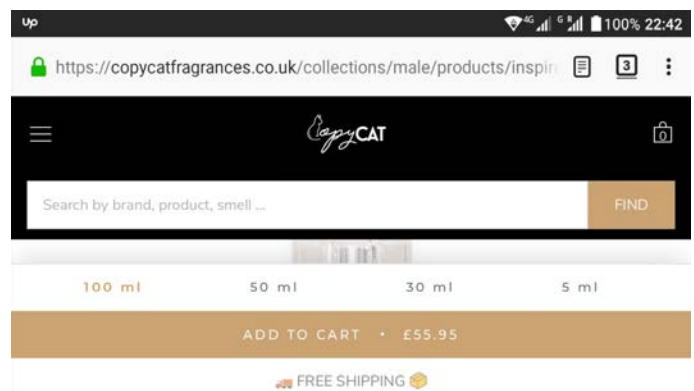 up 4G G R 100% 22:42
https://copycatfragrances.co.uk/collections/male/products/inspir 3
CopyCAT 0
Search by brand, product, smell ... FIND
100 ml 50 ml 30 ml 5 ml
ADD TO CART • £55.95
🚚 FREE SHIPPING 📦